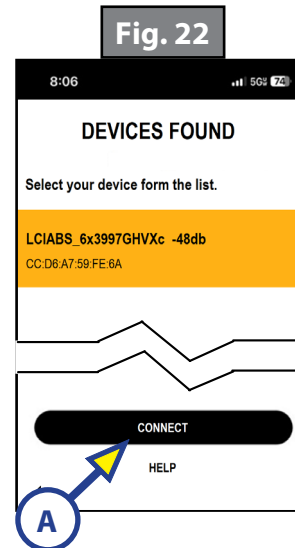 Fig. 22
8:06 5G 74
DEVICES FOUND
Select your device form the list.
LCIABS_6x3997GHVXc -48db
CC:D6:A7:59:FE:6A
CONNECT
HELP
A